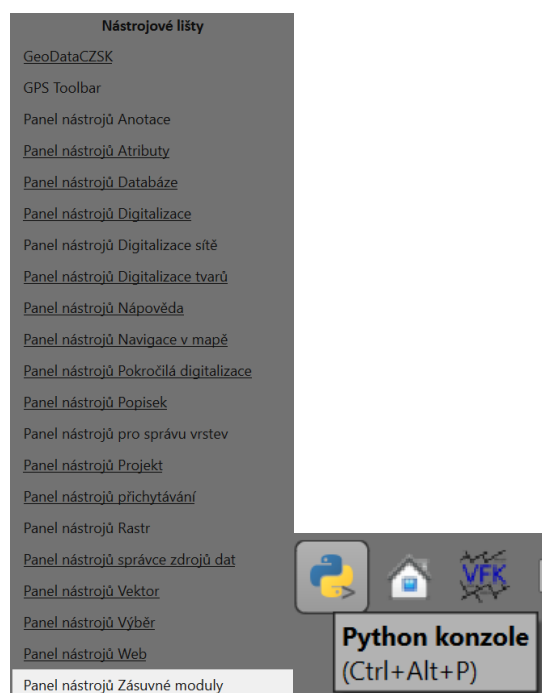 Nástrojové lišty
GeoDataCZSK
GPS Toolbar
Panel nástrojů Anotace
Panel nástrojů Atributy
Panel nástrojů Databáze
Panel nástrojů Digitalizace
Panel nástrojů Digitalizace sítě
Panel nástrojů Digitalizace tvarů
Panel nástrojů Nápověda
Panel nástrojů Navigace v mapě
Panel nástrojů Pokročilá digitalizace
Panel nástrojů Popisek
Panel nástrojů pro správu vrstev
Panel nástrojů Projekt
Panel nástrojů přichytávání
Panel nástrojů Rastr
Panel nástrojů správce zdrojů dat
Panel nástrojů Vektor
Panel nástrojů Výběr
Panel nástrojů Web
Panel nástrojů Zásuvné moduly
VFK
Python konzole
(Ctrl+Alt+P)